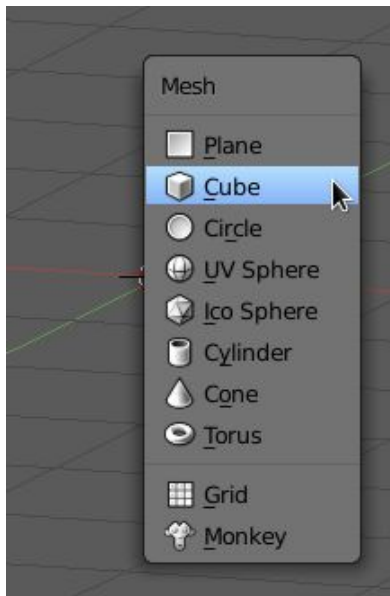 Mesh
Plane
Cube
Circle
UV Sphere
Ico Sphere
Cylinder
Cone
Torus
Grid
Monkey